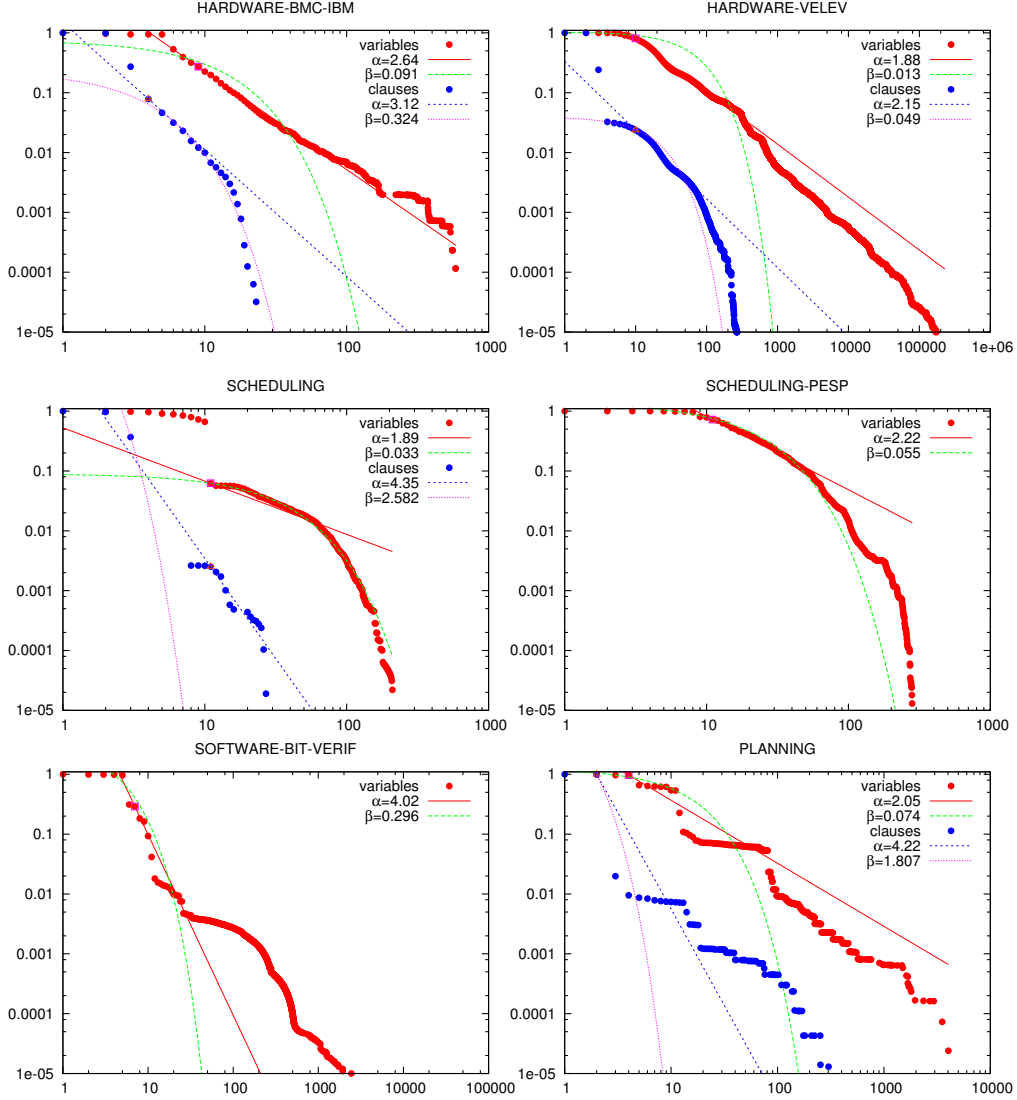 HARDWARE-BMC-IBM
1
0.1
0.01
0.001
0.0001
1e-05
variables
α=2.64
β=0.091
clauses
α=3.12
β=0.324
1 10 100 1000
HARDWARE-VELEV
1
0.1
0.01
0.001
0.0001
1e-05
variables
α=1.88
β=0.013
clauses
α=2.15
β=0.049
1 10 100 1000 10000 100000 1e+06
SCHEDULING
1
0.1
0.01
0.001
0.0001
1e-05
variables
α=1.89
β=0.033
clauses
α=4.35
β=2.582
1 10 100 1000
SCHEDULING-PESP
1
0.1
0.01
0.001
0.0001
1e-05
variables
α=2.22
β=0.055
1 10 100 1000
SOFTWARE-BIT-VERIF
1
0.1
0.01
0.001
0.0001
1e-05
variables
α=4.02
β=0.296
1 10 100 1000 10000 100000
PLANNING
1
0.1
0.01
0.001
0.0001
1e-05
variables
α=2.05
β=0.074
clauses
α=4.22
β=1.807
1 10 100 1000 10000